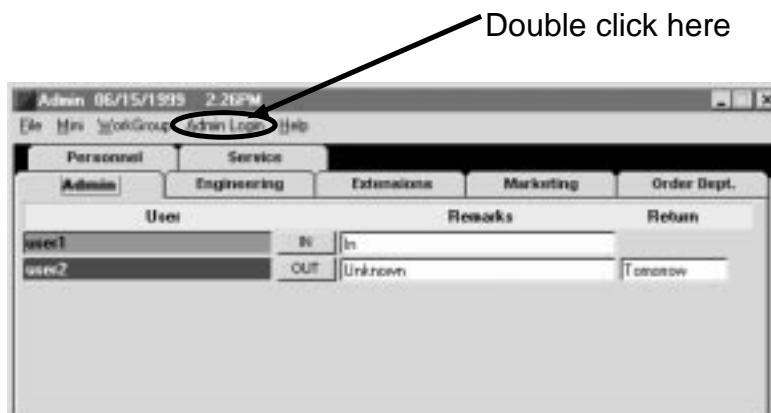 Double click here
Admin 06/15/1999 2:26PM
File Mini WorkGroup Admin Login Help
Personnel Service
Admin Engineering Extensions Marketing Order Dept.
User Remarks Return
user1 IN In
user2 OUT Unknown Tomorrow